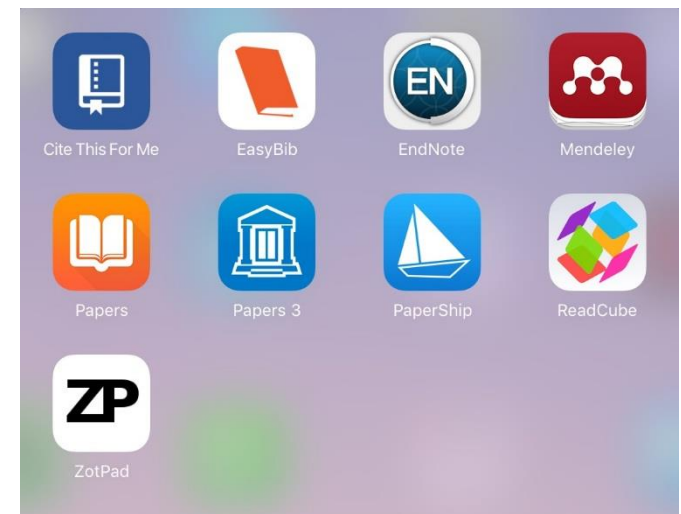 Cite This For Me
EasyBib
EN
EndNote
Mendeley
Papers
Papers 3
PaperShip
ReadCube
ZP
ZotPad